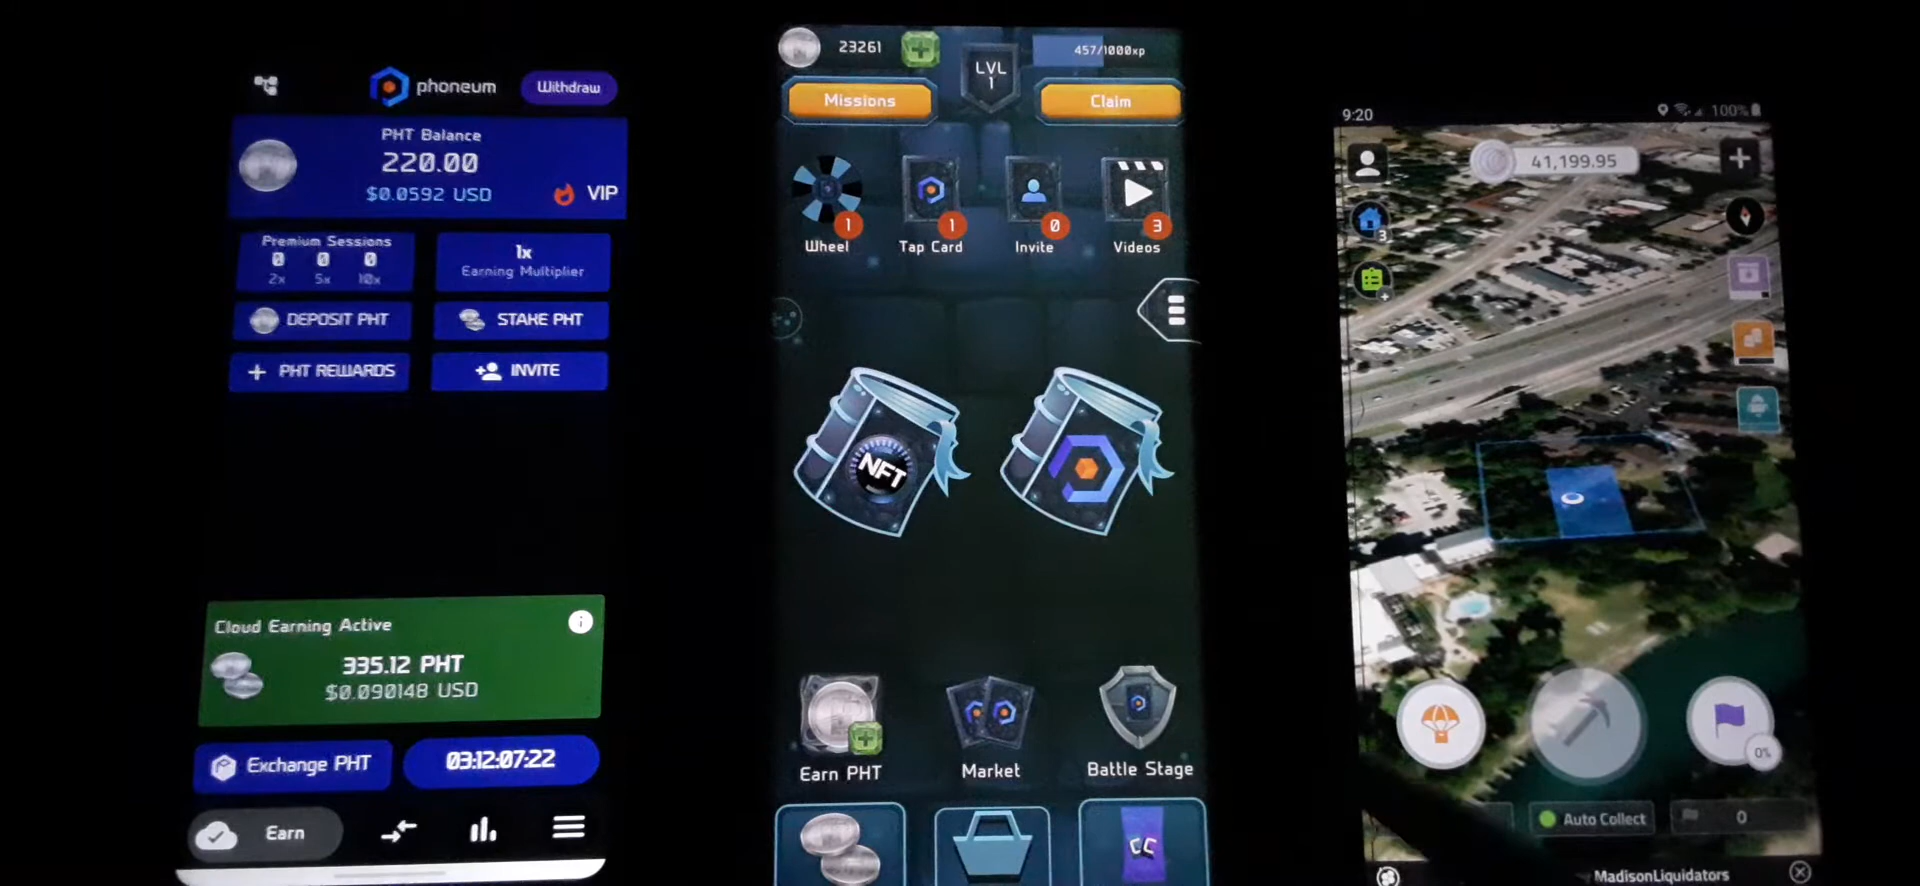 phoneum
Withdraw
PHT Balance
220.00
$0.0592 USD
VIP
Premium Sessions
0 0 0
2x 5x 10x
1x
Earning Multiplier
DEPOSIT PHT
STAKE PHT
+ PHT REWARDS
INVITE
Cloud Earning Active
335.12 PHT
$0.090148 USD
Exchange PHT
03:12:07:22
Earn
23261
LVL
1
457/1000xp
Missions
Claim
1
1
0
3
Wheel
Tap Card
Invite
Videos
NFT
Earn PHT
Market
Battle Stage
CC
9:20
100%
41,199.95
3
0%
Auto Collect
0
MadisonLiquidators